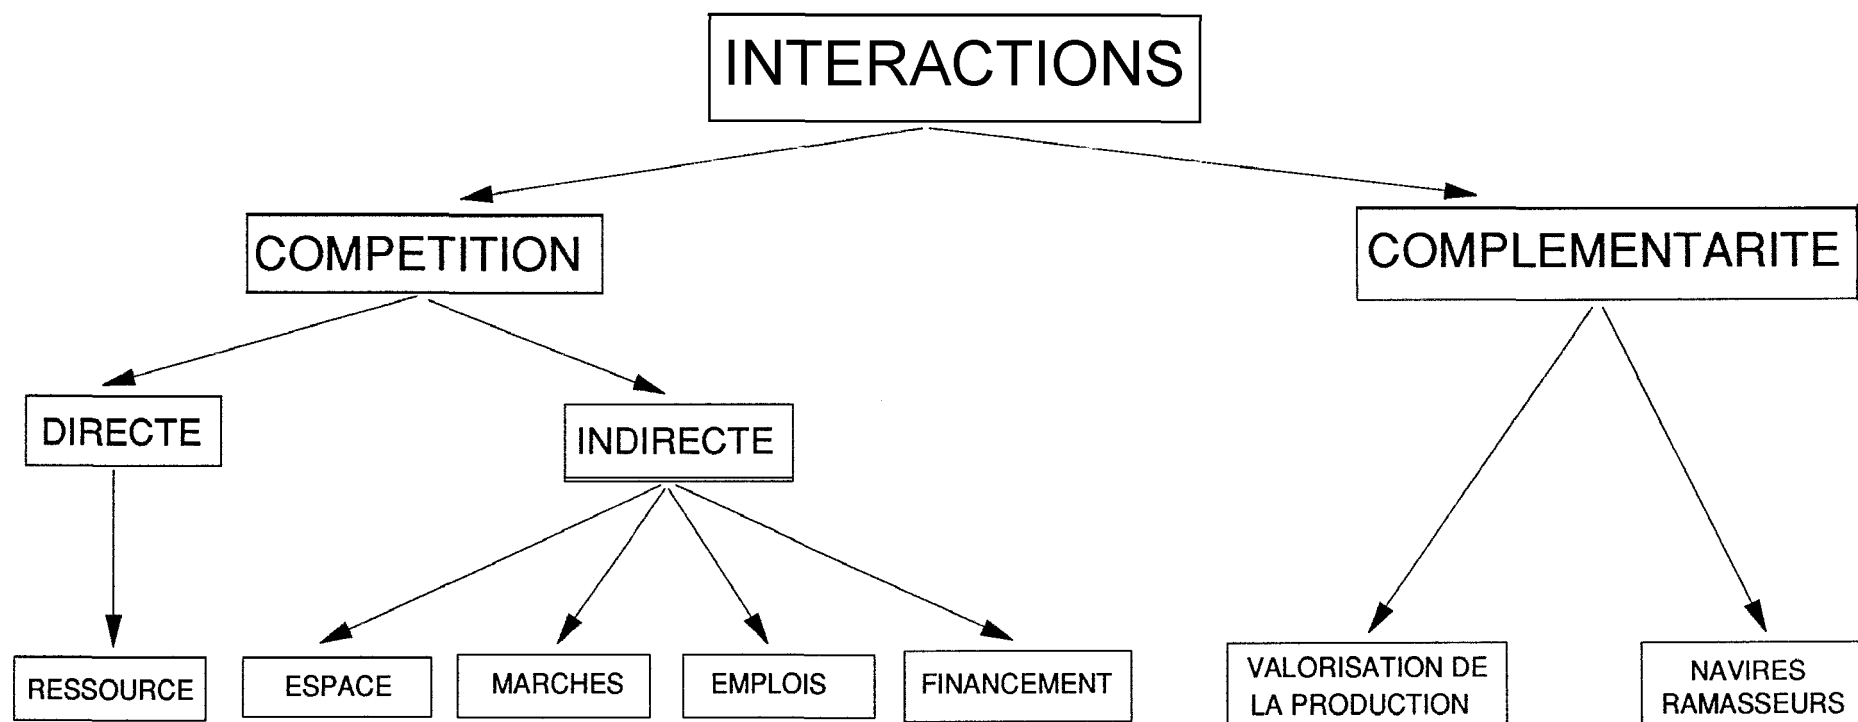 INTERACTIONS
COMPETITION
COMPLEMENTARITE
DIRECTE
INDIRECTE
RESSOURCE
ESPACE
MARCHES
EMPLOIS
FINANCEMENT
VALORISATION DE
LA PRODUCTION
NAVIRES
RAMASSEURS